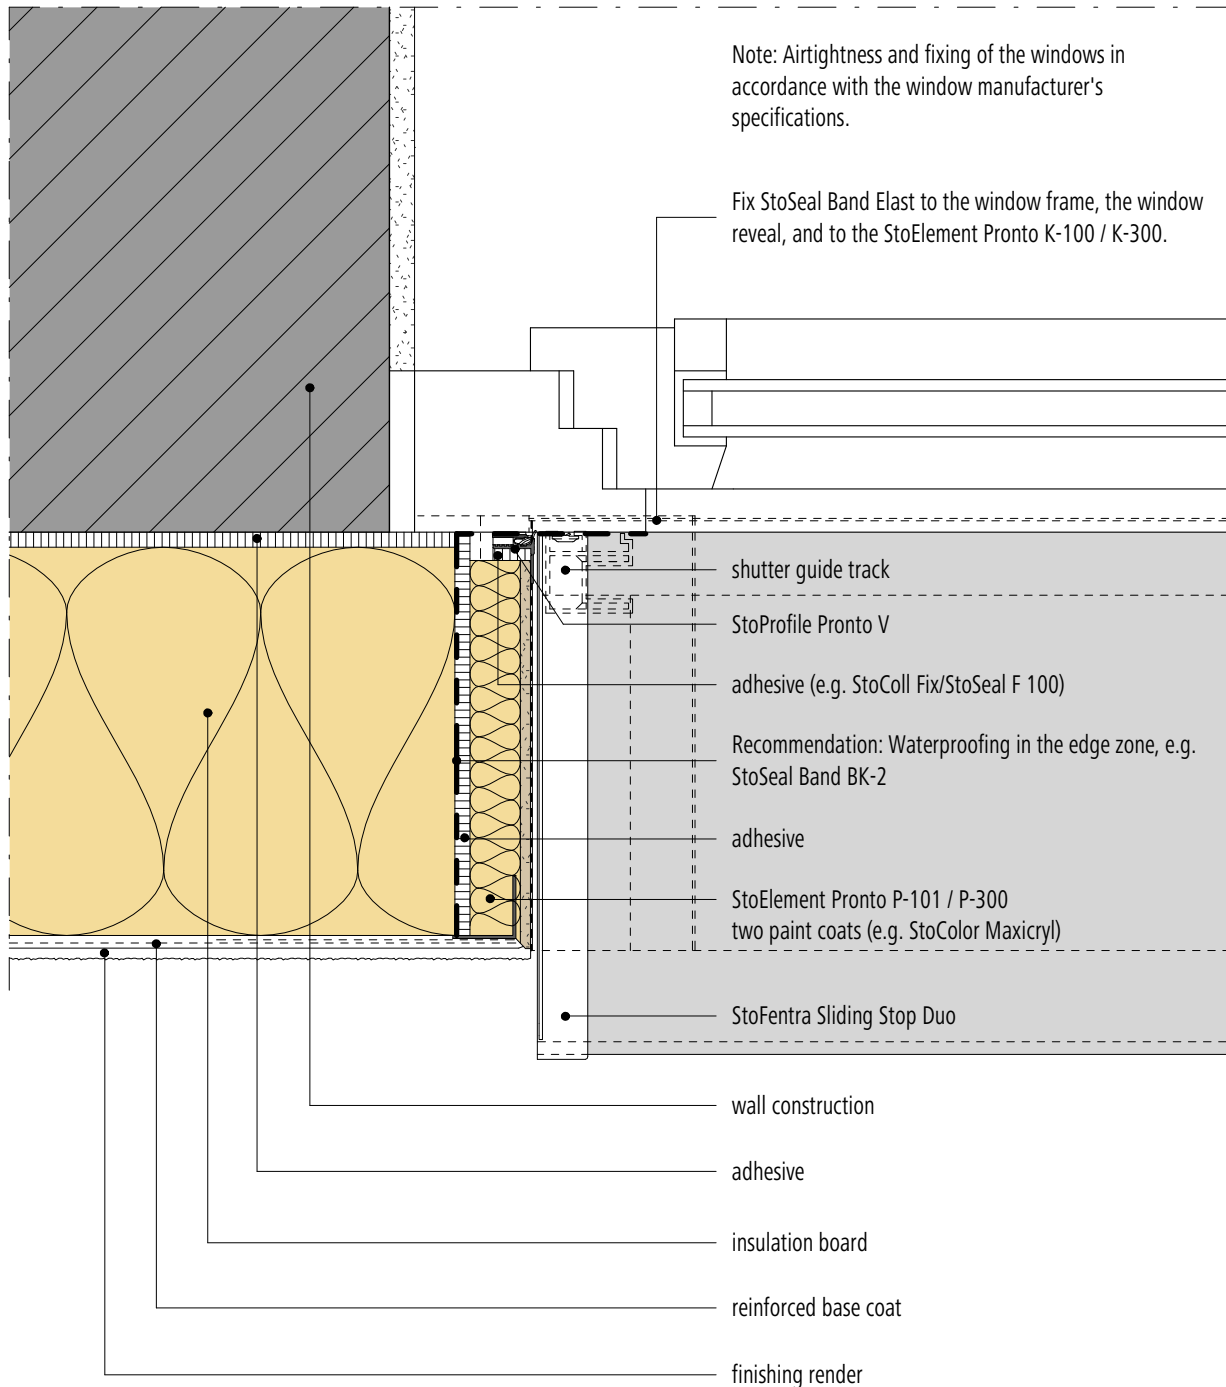 Note: Airtightness and fixing of the windows in
accordance with the window manufacturer's
specifications.
Fix StoSeal Band Elast to the window frame, the window
reveal, and to the StoElement Pronto K-100 / K-300.
shutter guide track
StoProfile Pronto V
adhesive (e.g. StoColl Fix/StoSeal F 100)
Recommendation: Waterproofing in the edge zone, e.g.
StoSeal Band BK-2
adhesive
StoElement Pronto P-101 / P-300
two paint coats (e.g. StoColor Maxicryl)
StoFentra Sliding Stop Duo
wall construction
adhesive
insulation board
reinforced base coat
finishing render